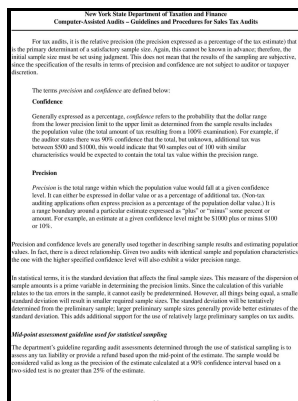 New York State Department of Taxation and Finance
Computer-Assisted Audits – Guidelines and Procedures for Sales Tax Audits
For tax audits, it is the relative precision (the precision expressed as a percentage of the tax estimate) that
is the primary determinant of a satisfactory sample size. Again, this cannot be known in advance; therefore, the
initial sample size must be set using judgment. This does not mean that the results of the sampling are subjective,
since the specification of the results in terms of precision and confidence are not subject to auditor or taxpayer
discretion.
The terms precision and confidence are defined below:
Confidence
Generally expressed as a percentage, confidence refers to the probability that the dollar range
from the lower precision limit to the upper limit as determined from the sample results includes
the population value (the total amount of tax resulting from a 100% examination). For example, if
the auditor states there was 90% confidence that the total, but unknown, additional tax was
between $500 and $1000, this would indicate that 90 samples out of 100 with similar
characteristics would be expected to contain the total tax value within the precision range.
Precision
Precision is the total range within which the population value would fall at a given confidence
level. It can either be expressed in dollar value or as a percentage of additional tax. (Non-tax
auditing applications often express precision as a percentage of the population dollar value.) It is
a range boundary around a particular estimate expressed as "plus" or "minus" some percent or
amount. For example, an estimate at a given confidence level might be $1000 plus or minus $100
or 10%.
Precision and confidence levels are generally used together in describing sample results and estimating population
values. In fact, there is a direct relationship. Given two audits with identical sample and population characteristics
the one with the higher specified confidence level will also exhibit a wider precision range.
In statistical terms, it is the standard deviation that affects the final sample sizes. This measure of the dispersion of
sample amounts is a prime variable in determining the precision limits. Since the calculation of this variable
relates to the tax errors in the sample, it cannot easily be predetermined. However, all things being equal, a smaller
standard deviation will result in smaller required sample sizes. The standard deviation will be tentatively
determined from the preliminary sample; larger preliminary sample sizes generally provide better estimates of the
standard deviation. This adds additional support for the use of relatively large preliminary samples on tax audits.
Mid-point assessment guideline used for statistical sampling
The department's guideline regarding audit assessments determined through the use of statistical sampling is to
assess any tax liability or provide a refund based upon the mid-point of the estimate. The sample would be
considered valid as long as the precision of the estimate calculated at a 90% confidence interval based on a
two-sided test is no greater than 25% of the estimate.